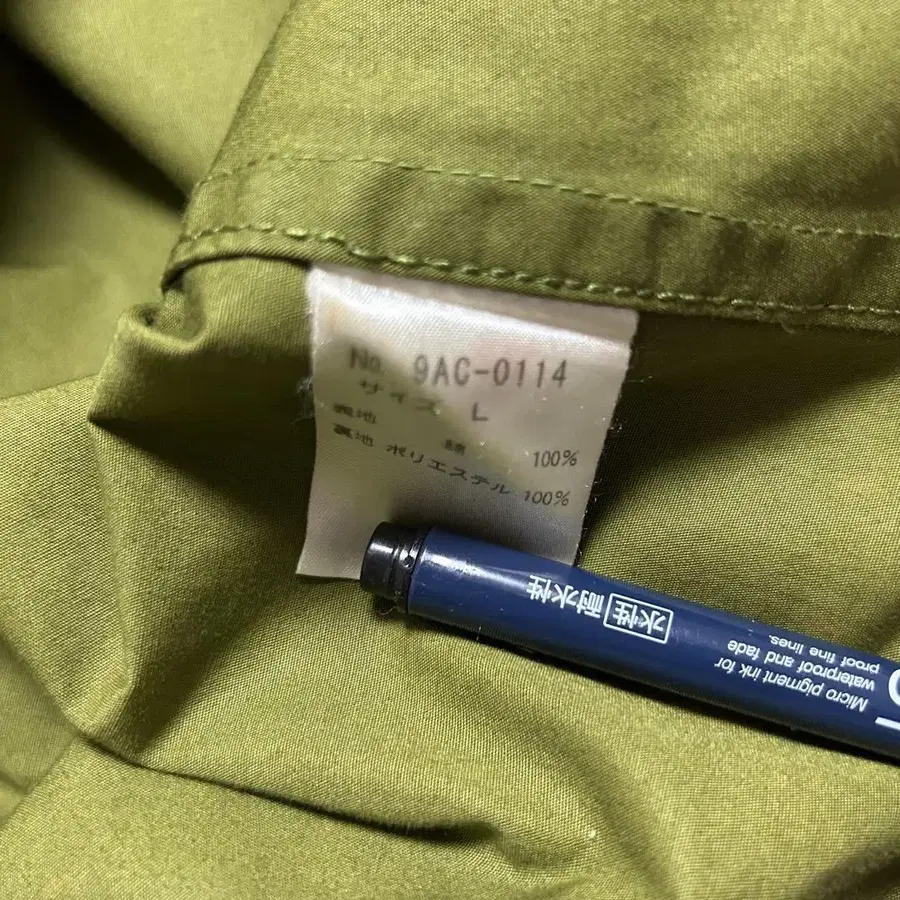 No. 9AC-0114
サイズ L
表地 綿 100%
裏地 ポリエステル 100%
水性 耐水性
Micro pigment ink for
waterproof and fade
proof fine lines.